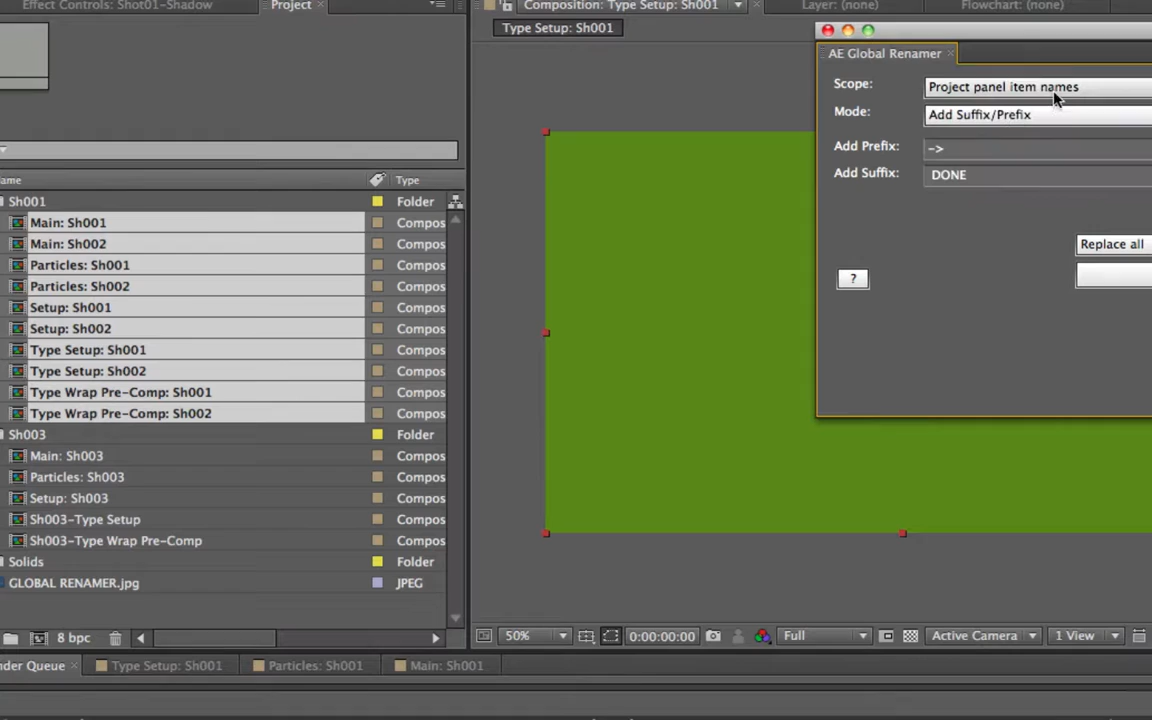 Effect Controls: Shot01-Shadow
Project
Composition: Type Setup: Sh001
Layer: (none)
Flowchart: (none)
Type Setup: Sh001
AE Global Renamer
Scope:
Project panel item names
Mode:
Add Suffix/Prefix
Add Prefix:
->
Add Suffix:
DONE
Replace all
?
ame
Type
Sh001
Folder
Main: Sh001
Compos
Main: Sh002
Compos
Particles: Sh001
Compos
Particles: Sh002
Compos
Setup: Sh001
Compos
Setup: Sh002
Compos
Type Setup: Sh001
Compos
Type Setup: Sh002
Compos
Type Wrap Pre-Comp: Sh001
Compos
Type Wrap Pre-Comp: Sh002
Compos
Sh003
Folder
Main: Sh003
Compos
Particles: Sh003
Compos
Setup: Sh003
Compos
Sh003-Type Setup
Compos
Sh003-Type Wrap Pre-Comp
Compos
Solids
Folder
GLOBAL RENAMER.jpg
JPEG
8 bpc
50%
0:00:00:00
Full
Active Camera
1 View
nder Queue
Type Setup: Sh001
Particles: Sh001
Main: Sh001